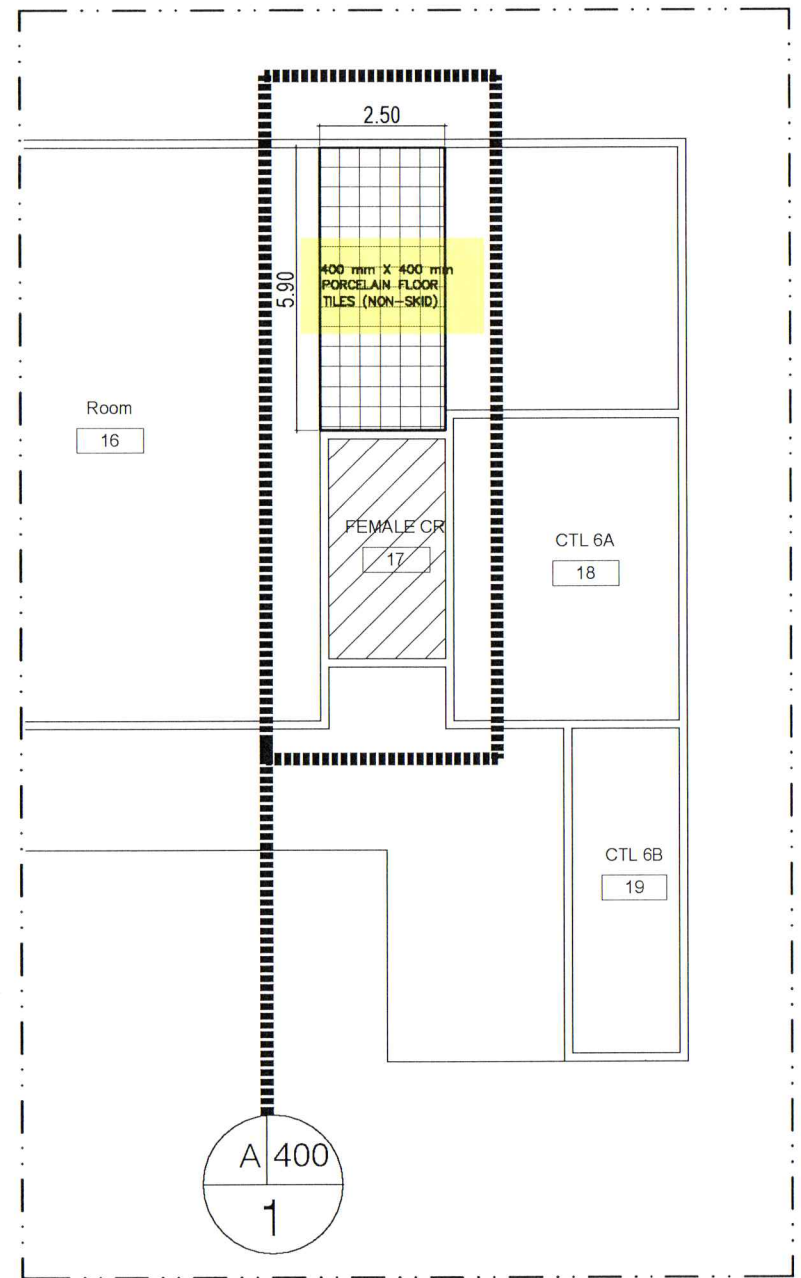 2.50
5.90
400 mm X 400 mm
PORCELAIN FLOOR
TILES (NON-SKID)
Room
16
FEMALE CR
17
CTL 6A
18
CTL 6B
19
A 400
1